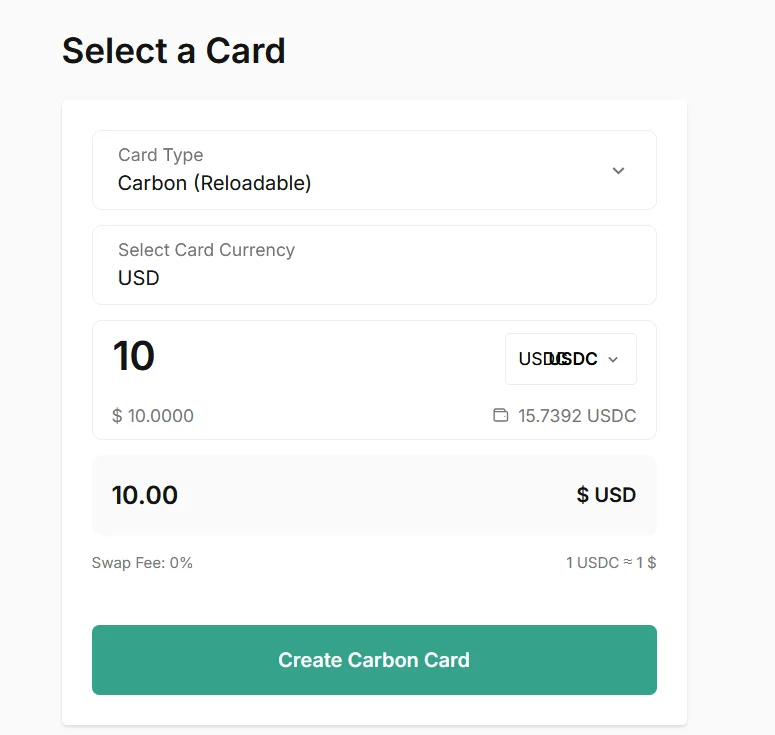 Select a Card
Card Type
Carbon (Reloadable)
Select Card Currency
USD
10
USDC USDC
$ 10.0000
15.7392 USDC
10.00
$ USD
Swap Fee: 0%
1 USDC ≈ 1 $
Create Carbon Card